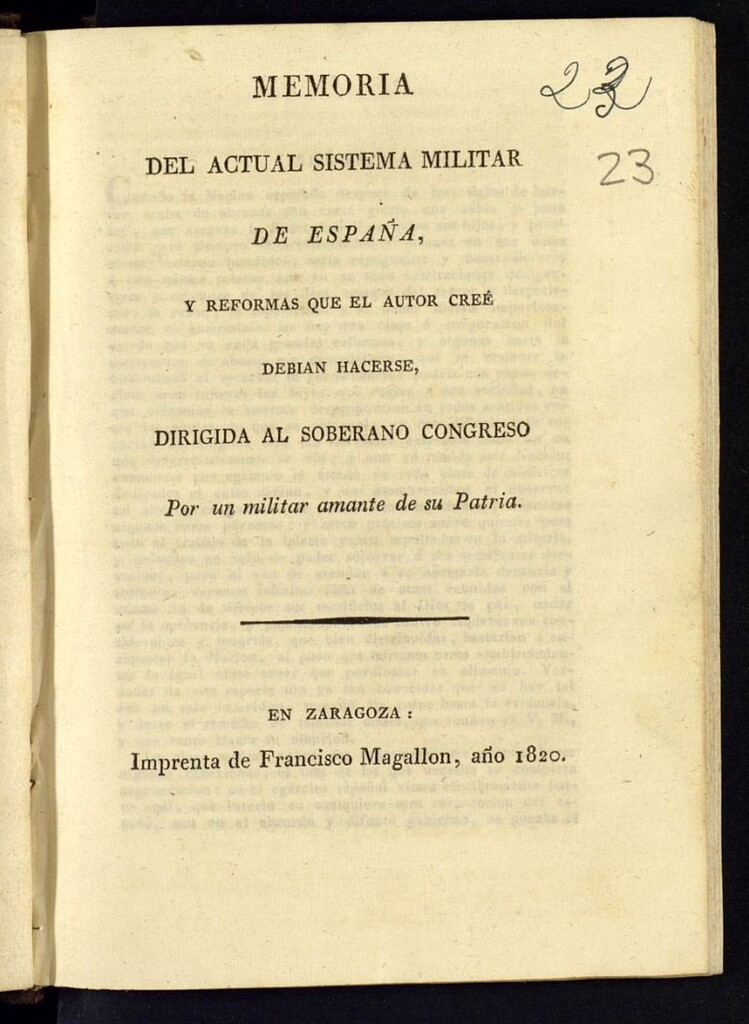 MEMORIA
DEL ACTUAL SISTEMA MILITAR
DE ESPAÑA,
Y REFORMAS QUE EL AUTOR CREÉ
DEBIAN HACERSE,
DIRIGIDA AL SOBERANO CONGRESO
Por un militar amante de su Patria.
EN ZARAGOZA:
Imprenta de Francisco Magallon, año 1820.
23